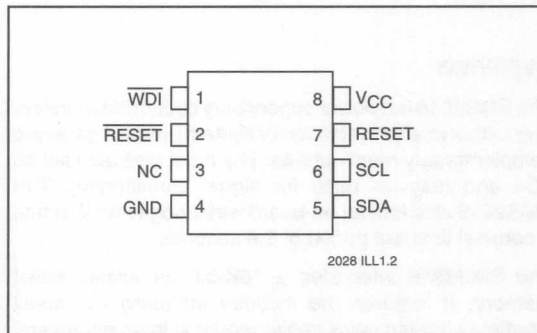 WDI 1 8 VCC
RESET 2 7 RESET
NC 3 6 SCL
GND 4 5 SDA
2028 ILL1.2